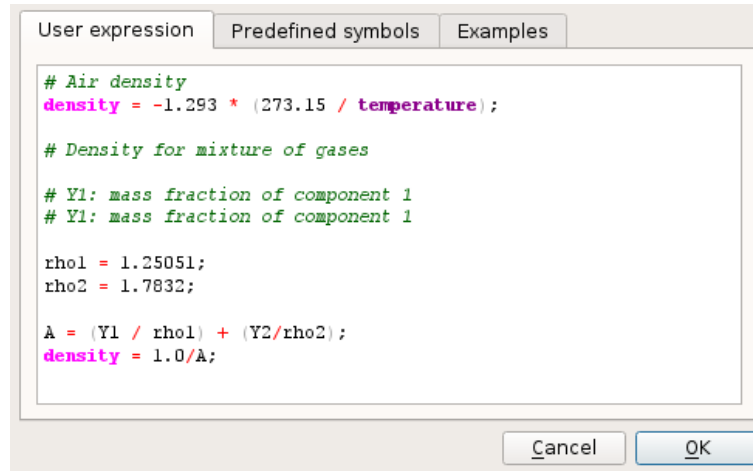 User expression
Predefined symbols
Examples
# Air density
density = -1.293 * (273.15 / temperature);
# Density for mixture of gases
# Y1: mass fraction of component 1
# Y1: mass fraction of component 1
rho1 = 1.25051;
rho2 = 1.7832;
A = (Y1 / rho1) + (Y2/rho2);
density = 1.0/A;
Cancel
OK